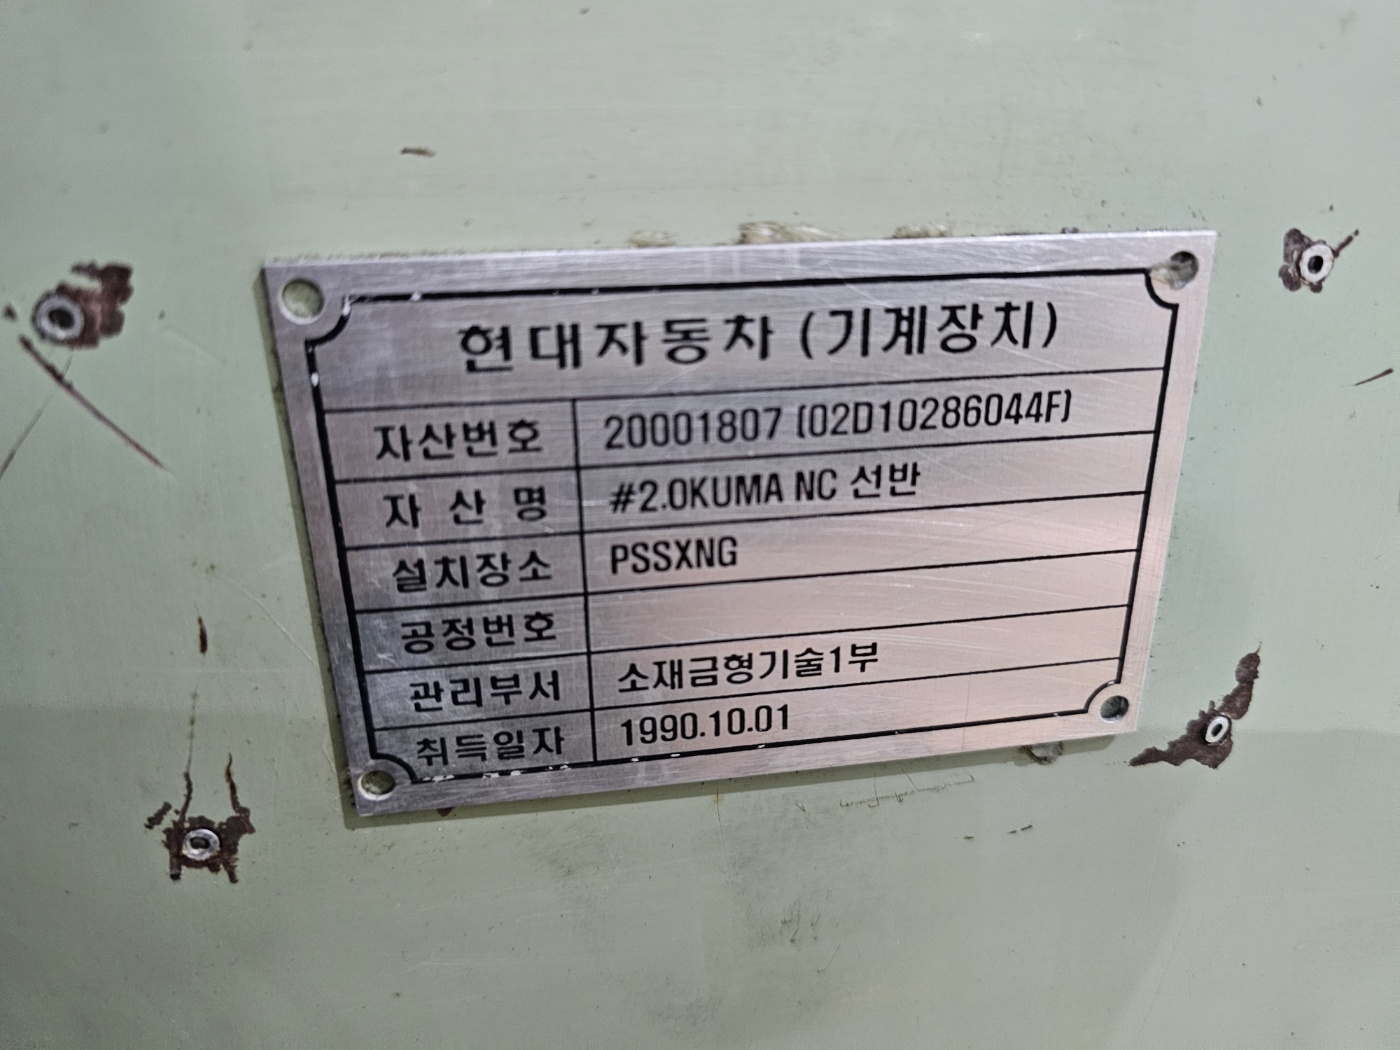 현대자동차 (기계장치)
자산번호 20001807 (02D10286044F)
자산명 #2.OKUMA NC 선반
설치장소 PSSXNG
공정번호
관리부서 소재금형기술1부
취득일자 1990.10.01